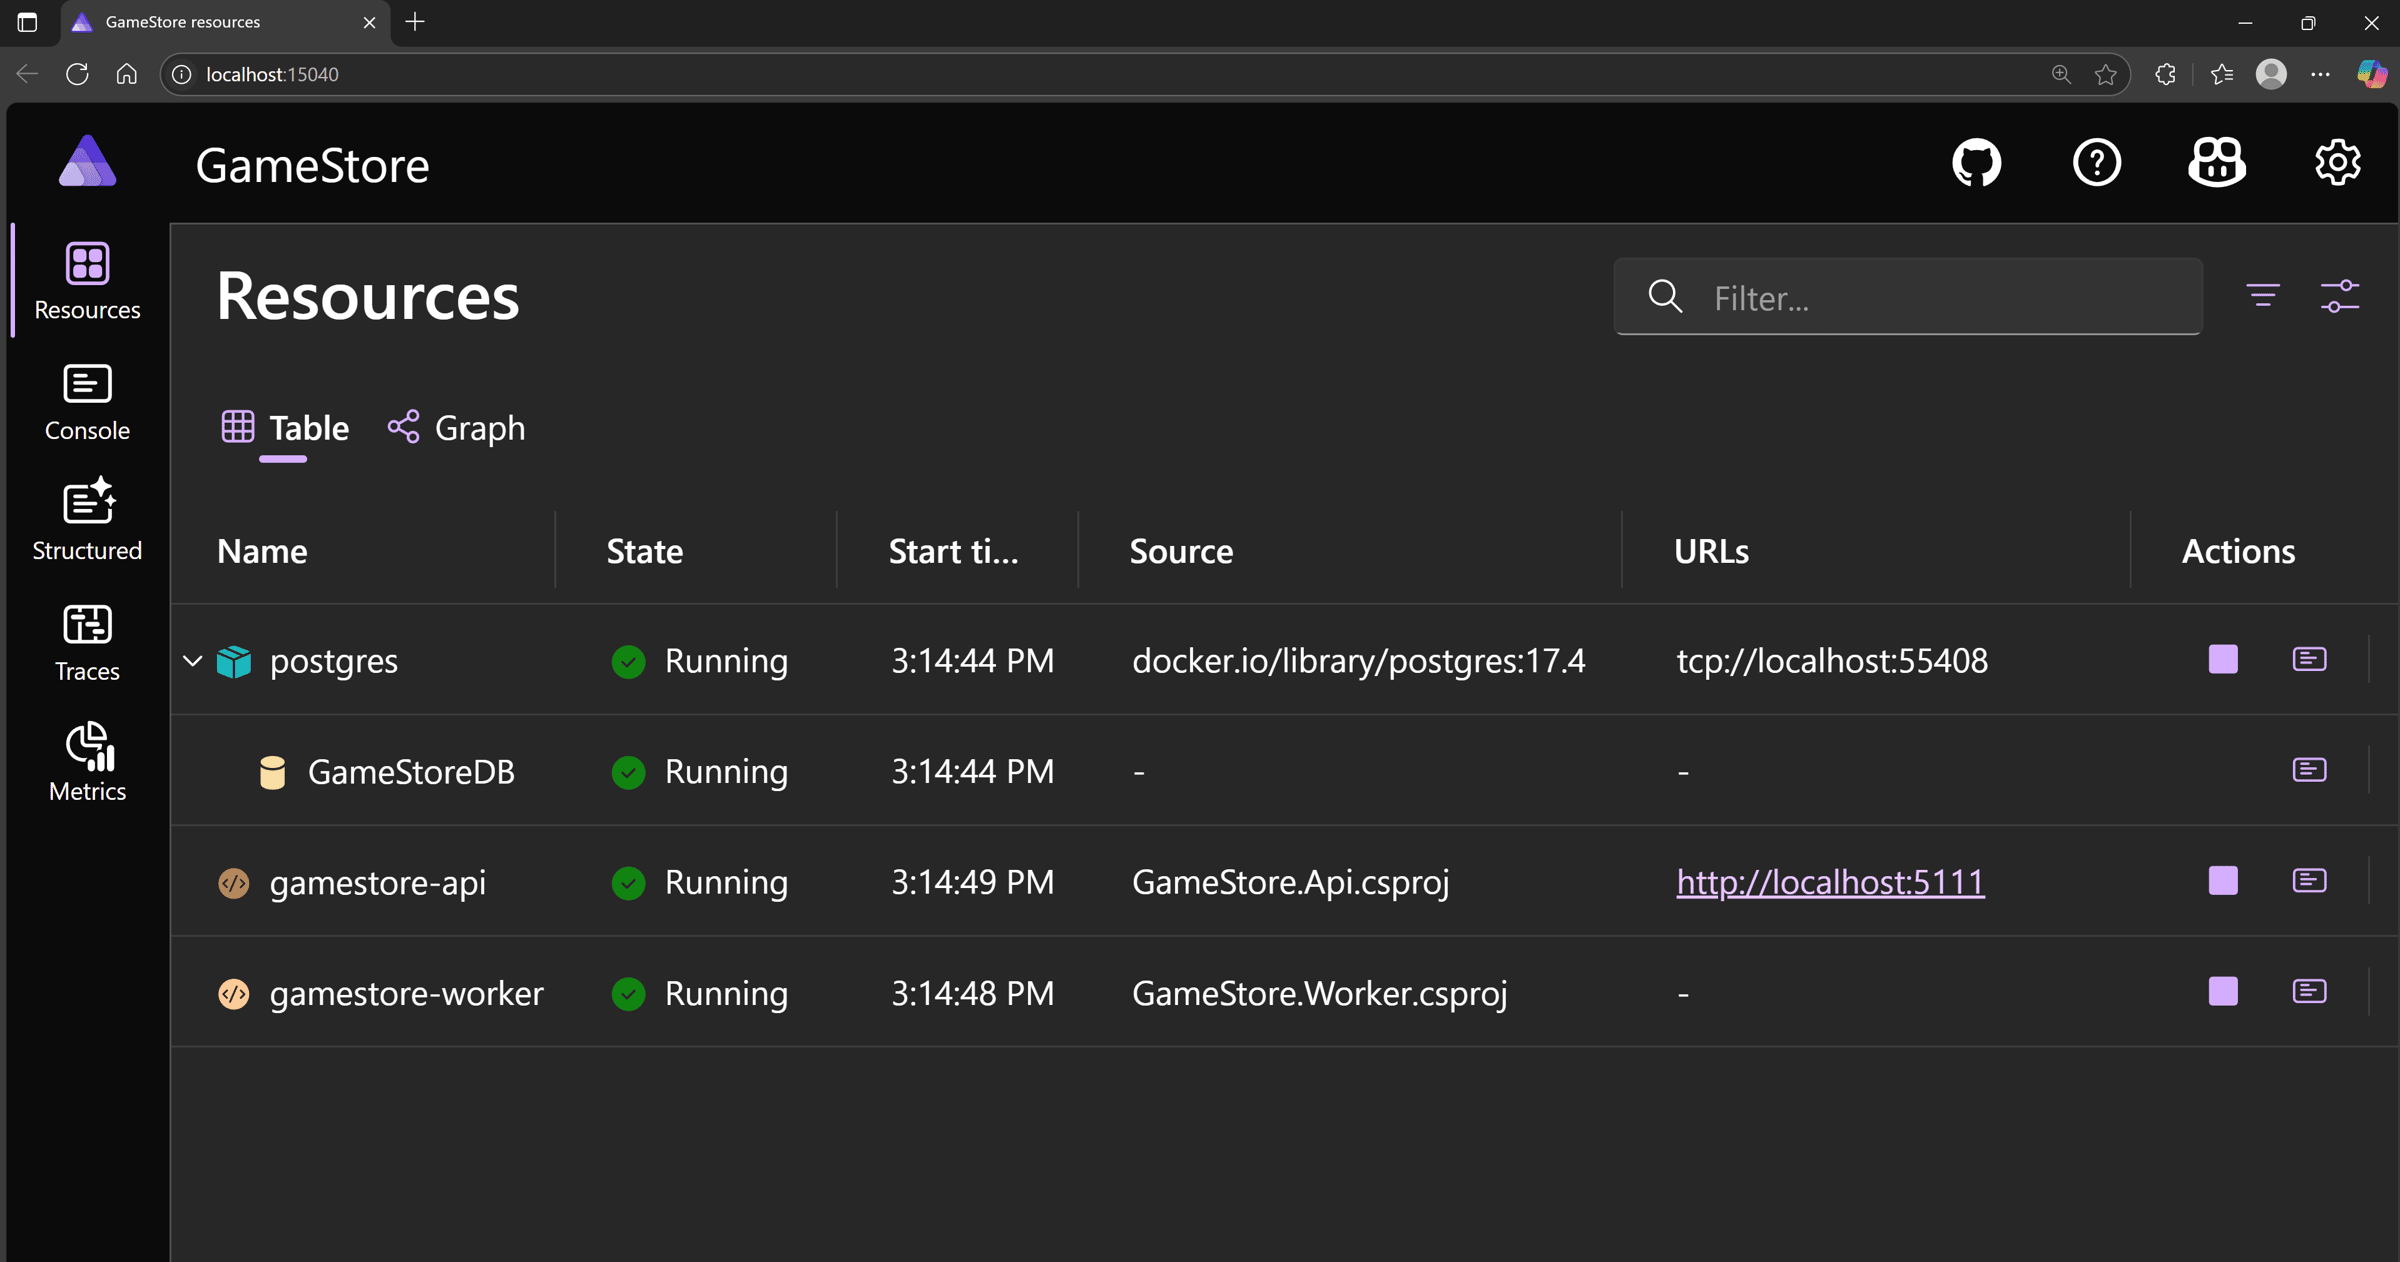 GameStore resources
localhost:15040
GameStore
Resources
Console
Structured
Traces
Metrics
Resources
Filter...
Table Graph
Name State Start ti... Source URLs Actions
postgres Running 3:14:44 PM docker.io/library/postgres:17.4 tcp://localhost:55408
GameStoreDB Running 3:14:44 PM - -
gamestore-api Running 3:14:49 PM GameStore.Api.csproj http://localhost:5111
gamestore-worker Running 3:14:48 PM GameStore.Worker.csproj -